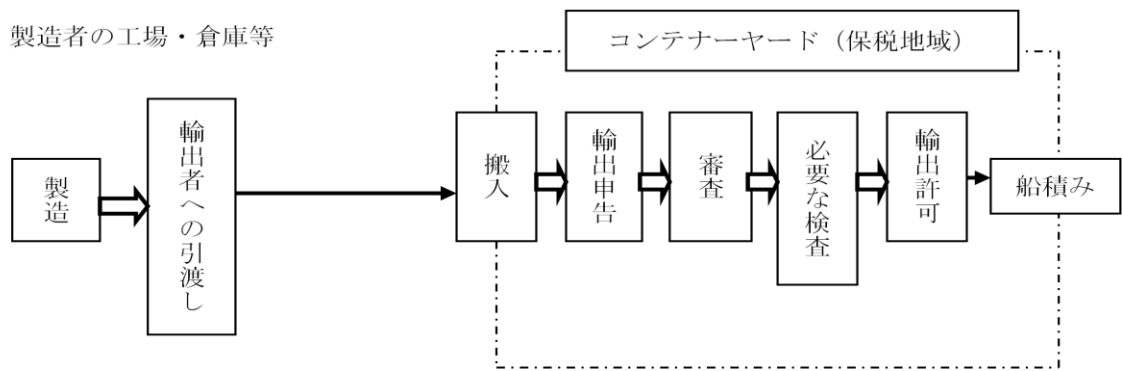 製造者の工場・倉庫等
コンテナーヤード（保税地域）
製造
輸出者への引渡し
搬入
輸出申告
審査
必要な検査
輸出許可
船積み